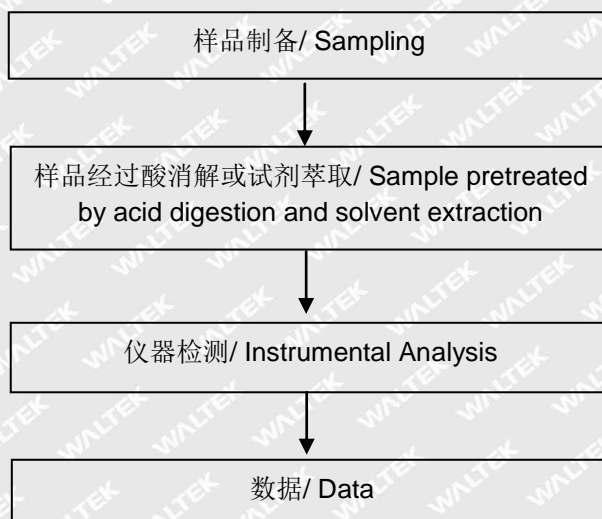 样品制备/ Sampling
样品经过酸消解或试剂萃取/ Sample pretreated
by acid digestion and solvent extraction
仪器检测/ Instrumental Analysis
数据/ Data
WALTEK